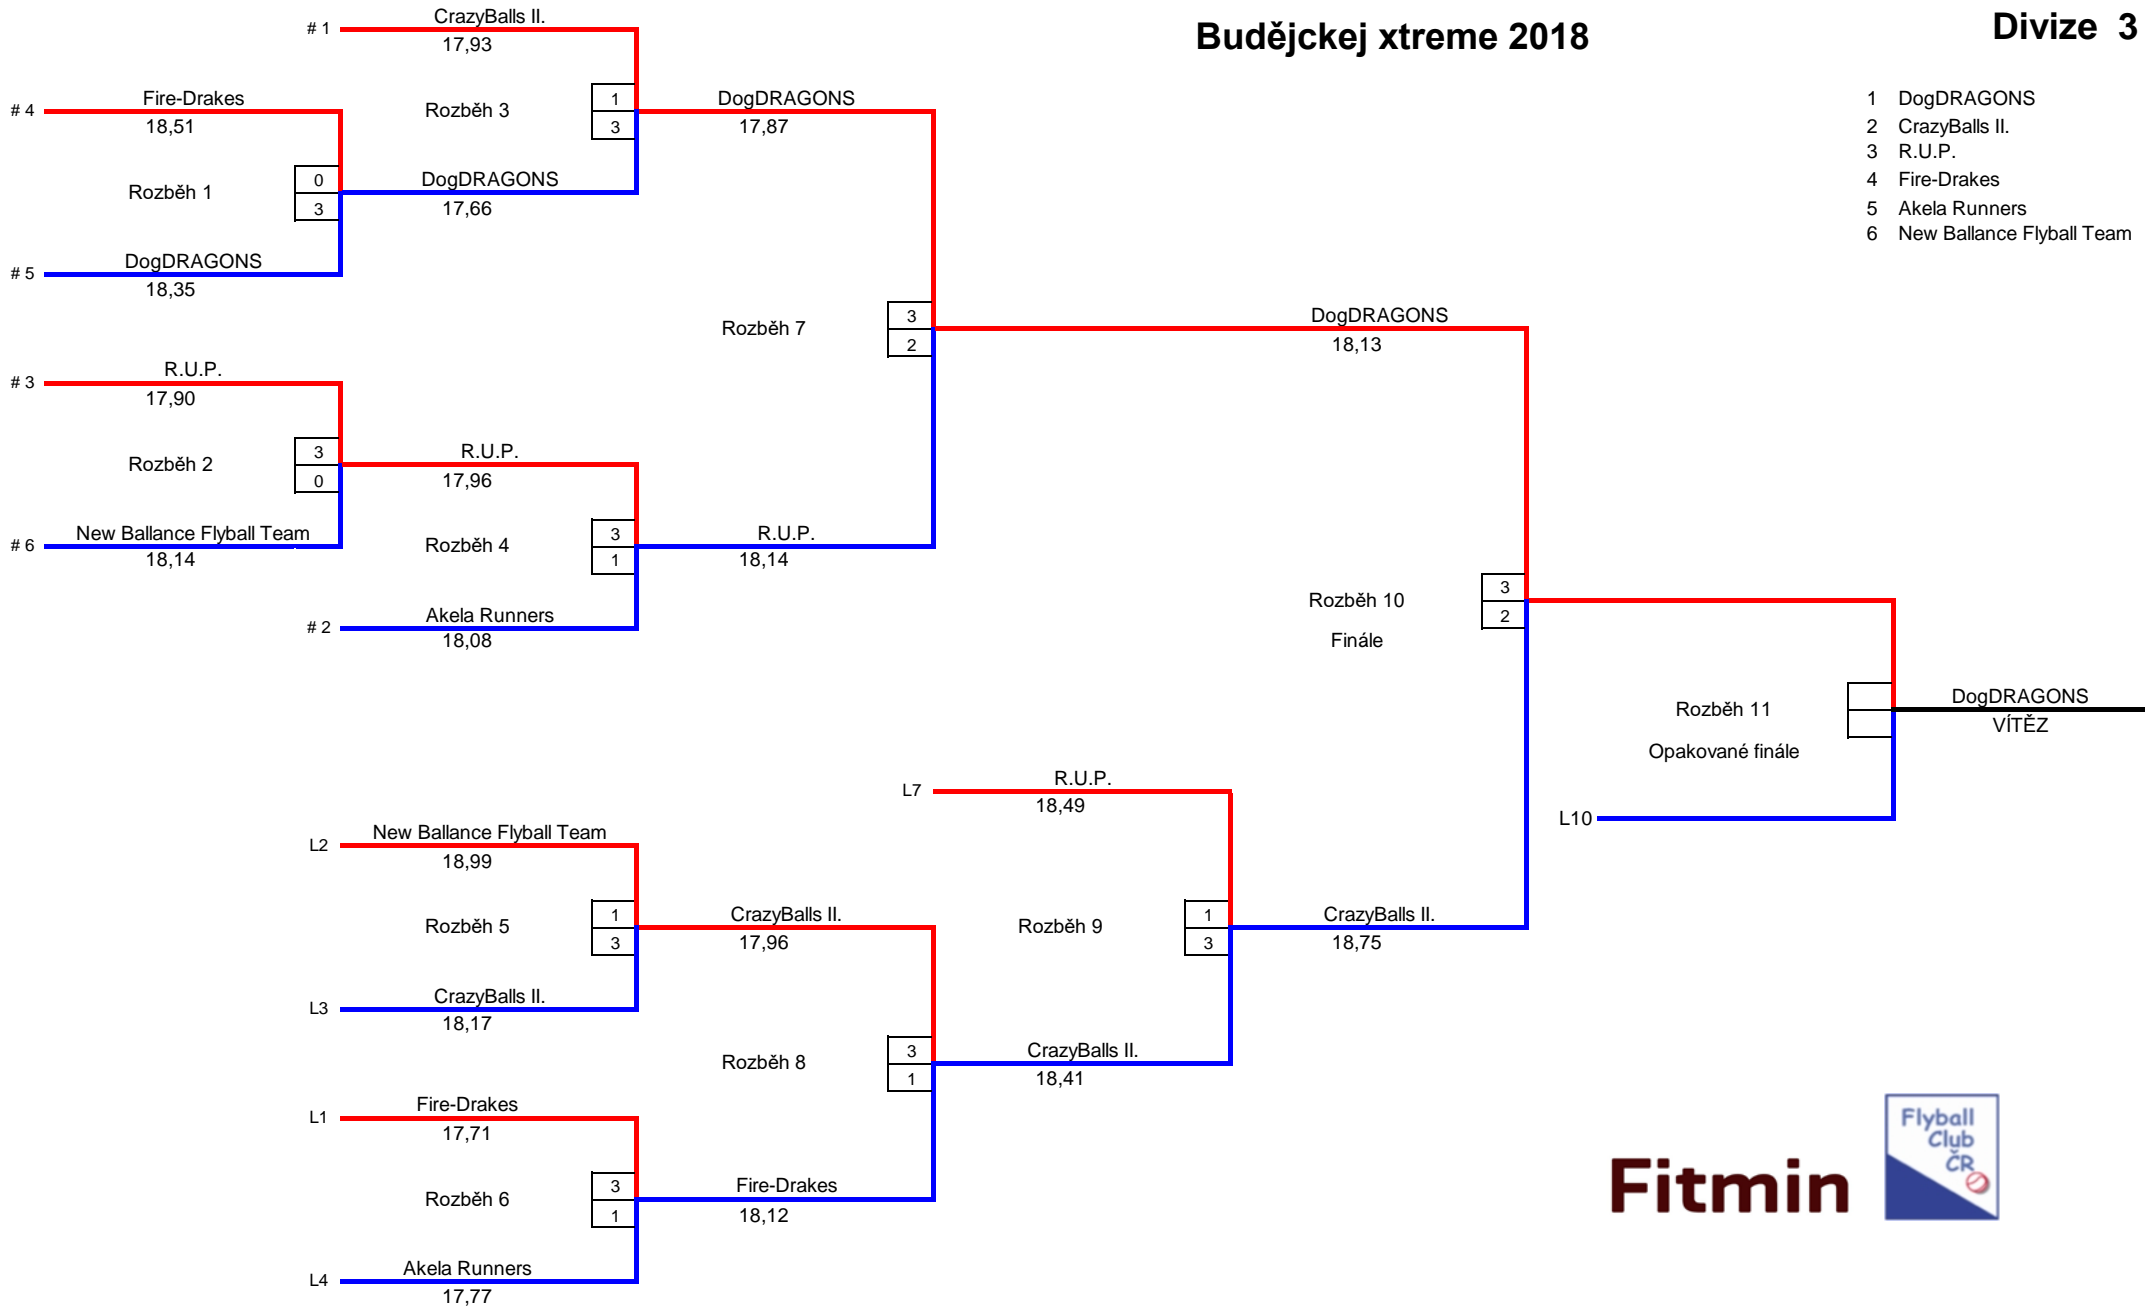 Budějckej xtreme 2018
Divize 3
1 DogDRAGONS
2 CrazyBalls II.
3 R.U.P.
4 Fire-Drakes
5 Akela Runners
6 New Ballance Flyball Team
# 1
CrazyBalls II.
17,93
# 4
Fire-Drakes
18,51
Rozběh 3
1
3
DogDRAGONS
17,87
Rozběh 1
0
3
DogDRAGONS
17,66
# 5
DogDRAGONS
18,35
Rozběh 7
3
2
DogDRAGONS
18,13
# 3
R.U.P.
17,90
Rozběh 2
3
0
R.U.P.
17,96
# 6
New Ballance Flyball Team
18,14
Rozběh 4
3
1
R.U.P.
18,14
# 2
Akela Runners
18,08
Rozběh 10
Finále
3
2
Rozběh 11
Opakované finále
DogDRAGONS
VÍTĚZ
L10
L7
R.U.P.
18,49
L2
New Ballance Flyball Team
18,99
Rozběh 5
1
3
CrazyBalls II.
17,96
Rozběh 9
1
3
CrazyBalls II.
18,75
L3
CrazyBalls II.
18,17
Rozběh 8
3
1
CrazyBalls II.
18,41
L1
Fire-Drakes
17,71
Rozběh 6
3
1
Fire-Drakes
18,12
L4
Akela Runners
17,77
Fitmin
Flyball
Club
ČR